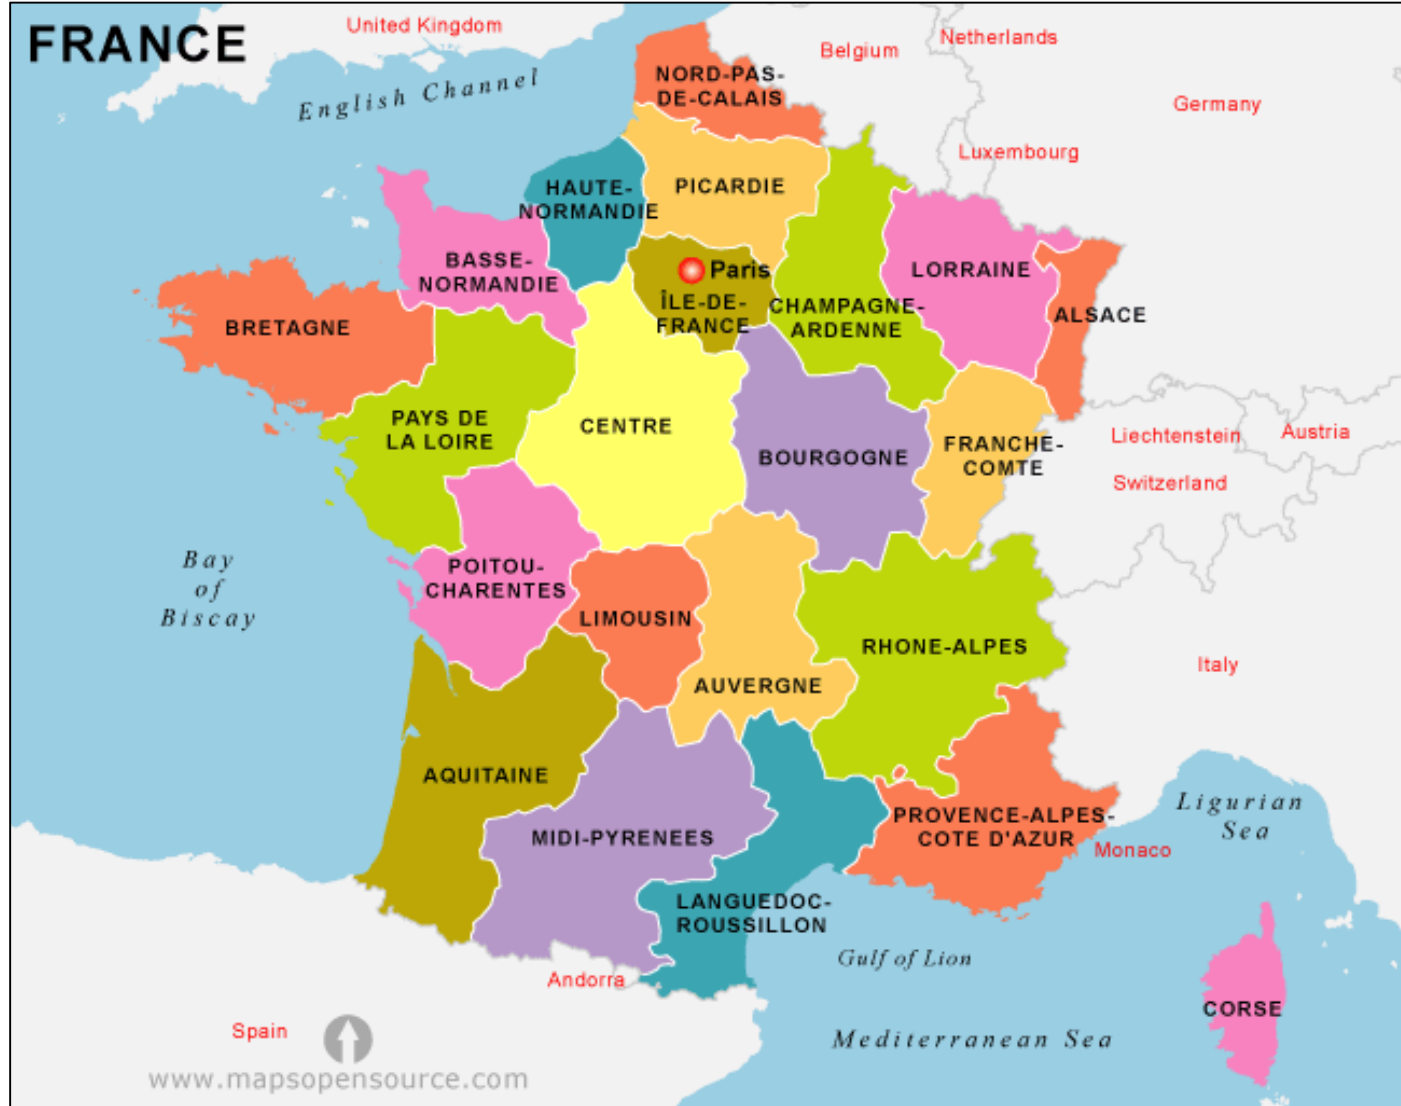 FRANCE
United Kingdom
Netherlands
Belgium
English Channel
NORD-PAS-
DE-CALAIS
Germany
Luxembourg
PICARDIE
HAUTE-
NORMANDIE
BASSE-
NORMANDIE
Paris
ÎLE-DE-
FRANCE
CHAMPAGNE-
ARDENNE
LORRAINE
ALSACE
BRETAGNE
PAYS DE
LA LOIRE
CENTRE
BOURGOGNE
FRANCHE-
COMTE
Liechtenstein
Austria
Switzerland
Bay
of
Biscay
POITOU-
CHARENTES
LIMOUSIN
RHONE-ALPES
AUVERGNE
Italy
AQUITAINE
MIDI-PYRENEES
PROVENCE-ALPES-
COTE D'AZUR
Monaco
Ligurian
Sea
LANGUEDOC-
ROUSSILLON
Gulf of Lion
Andorra
CORSE
Spain
Mediterranean Sea
www.mapsopensource.com